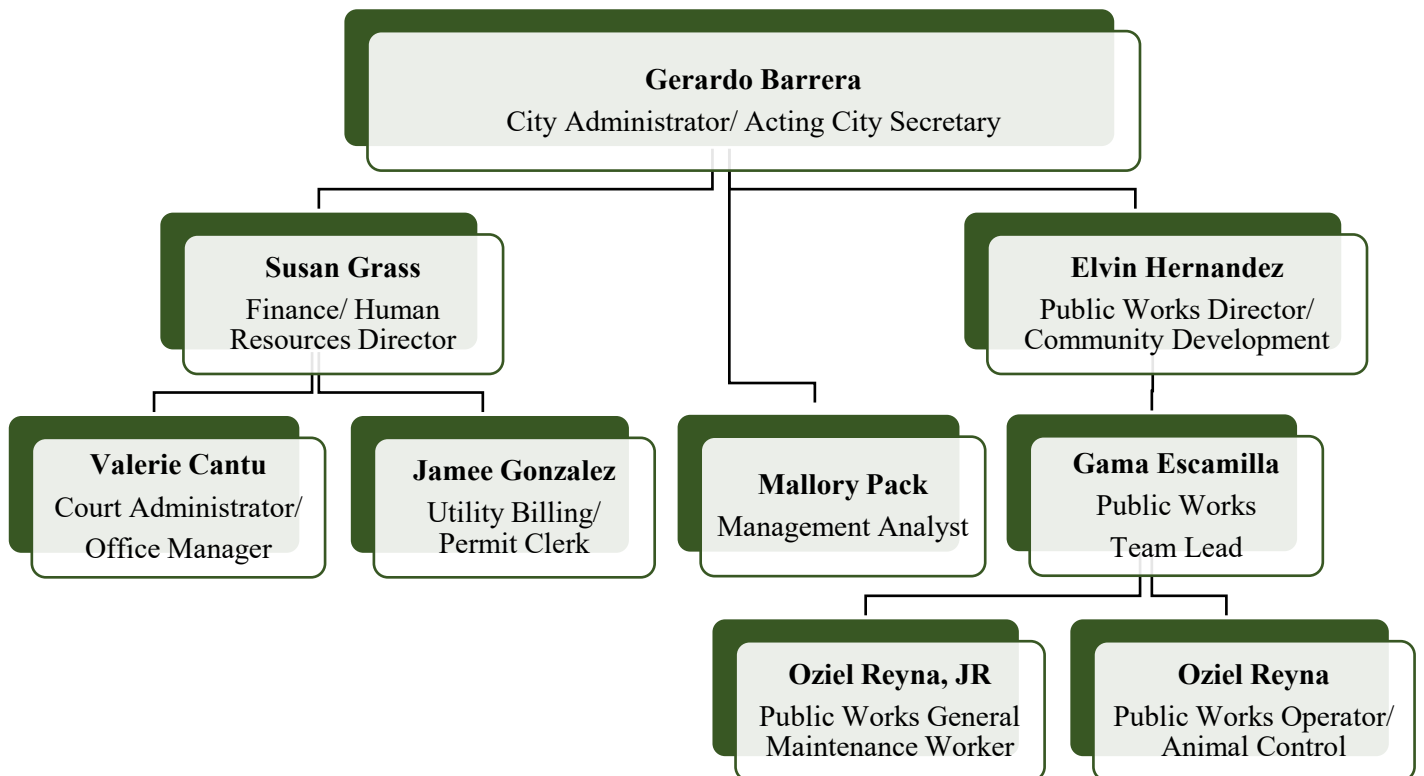 Gerardo Barrera
City Administrator/ Acting City Secretary
Susan Grass
Finance/ Human
Resources Director
Elvin Hernandez
Public Works Director/
Community Development
Valerie Cantu
Court Administrator/
Office Manager
Jamee Gonzalez
Utility Billing/
Permit Clerk
Mallory Pack
Management Analyst
Gama Escamilla
Public Works
Team Lead
Oziel Reyna, JR
Public Works General
Maintenance Worker
Oziel Reyna
Public Works Operator/
Animal Control